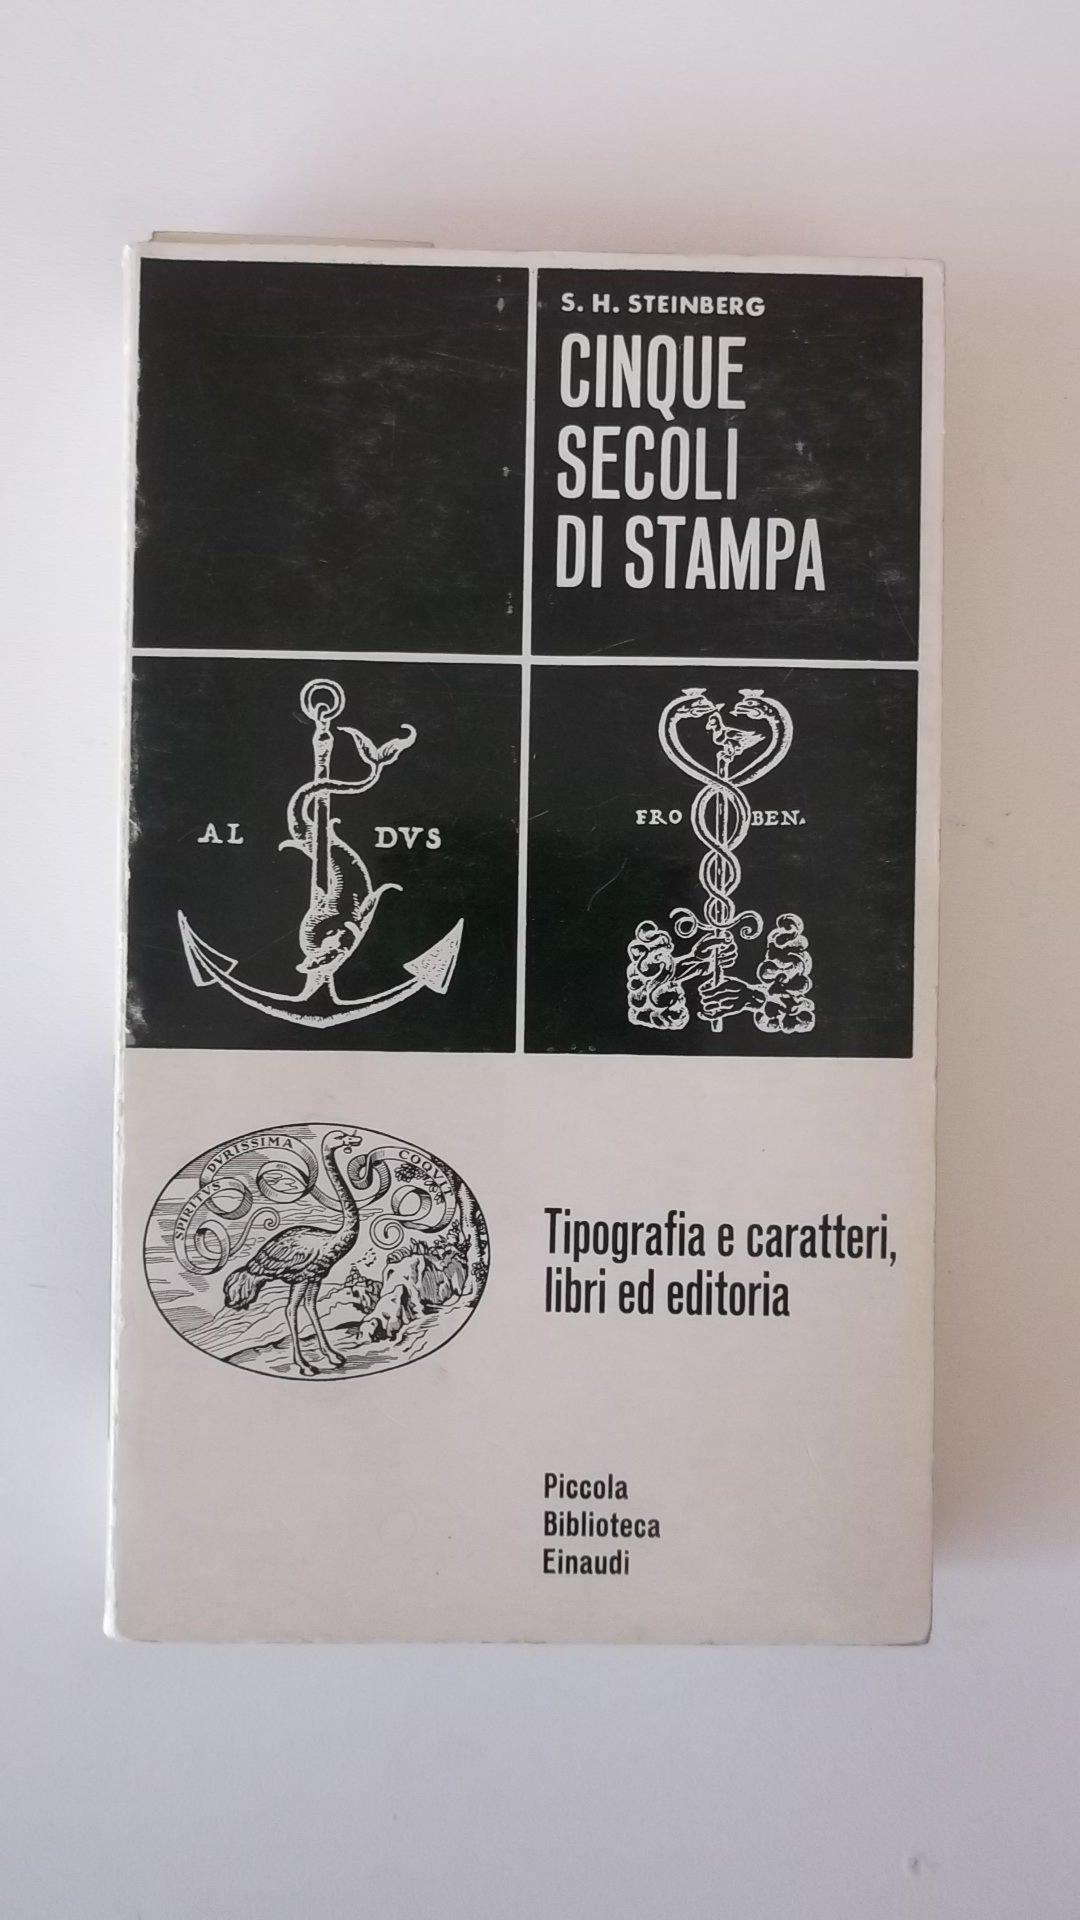 S. H. STEINBERG
CINQUE
SECOLI
DI STAMPA
AL DVS
FRO BEN.
SPIRITVS DVRISSIMA COQVIT
Tipografia e caratteri,
libri ed editoria
Piccola
Biblioteca
Einaudi